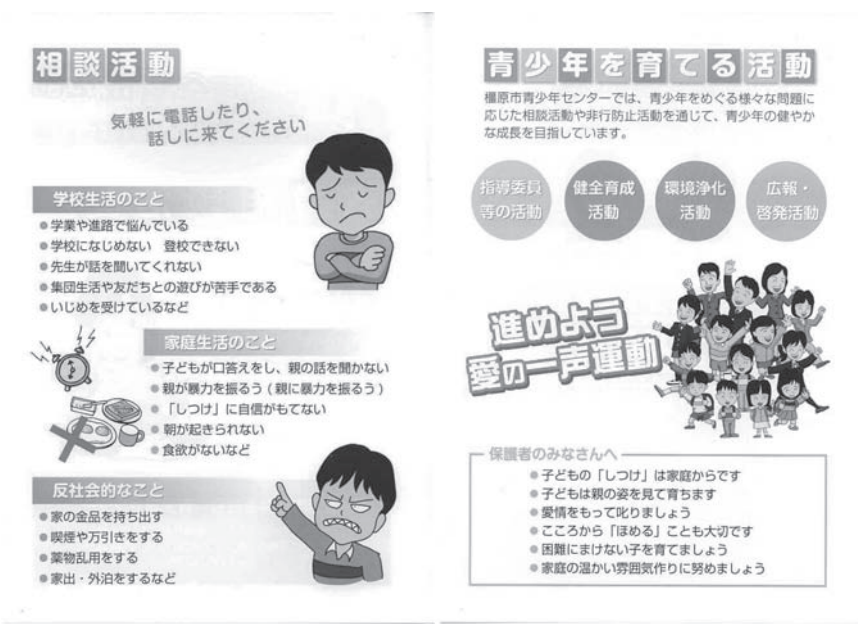 相談活動
気軽に電話したり、
話しに来てください
学校生活のこと
●学業や進路で悩んでいる
●学校になじめない 登校できない
●先生が話を聞いてくれない
●集団生活や友だちとの遊びが苦手である
●いじめを受けているなど
家庭生活のこと
●子どもが口答えをし、親の話を聞かない
●親が暴力を振るう(親に暴力を振るう)
●「しつけ」に自信がもてない
●朝が起きられない
●食欲がないなど
反社会的なこと
●家の金品を持ち出す
●喫煙や万引きをする
●薬物乱用をする
●家出・外泊をするなど
青少年を育てる活動
橿原市青少年センターでは、青少年をめぐる様々な問題に
応じた相談活動や非行防止活動を通じて、青少年の健やか
な成長を目指しています。
指導委員
等の活動
健全育成
活動
環境浄化
活動
広報・
啓発活動
進めよう
愛の一声運動
保護者のみなさんへ
●子どもの「しつけ」は家庭からです
●子どもは親の姿を見て育ちます
●愛情をもって叱りましょう
●こころから「ほめる」ことも大切です
●困難にまけない子を育てましょう
●家庭の温かい雰囲気作りに努めましょう